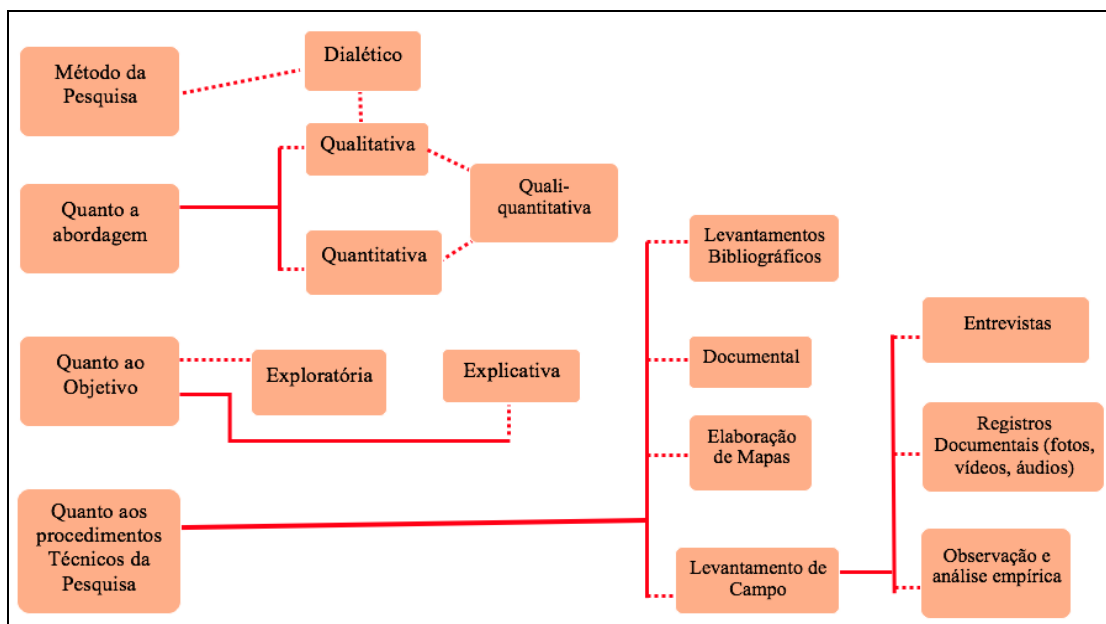 Método da
Pesquisa
Dialético
Qualitativa
Quanto a
abordagem
Quali-
quantitativa
Quantitativa
Quanto ao
Objetivo
Exploratória
Explicativa
Quanto aos
procedimentos
Técnicos da
Pesquisa
Levantamentos
Bibliográficos
Documental
Elaboração
de Mapas
Levantamento de
Campo
Entrevistas
Registros
Documentais (fotos,
vídeos, áudios)
Observação e
análise empírica